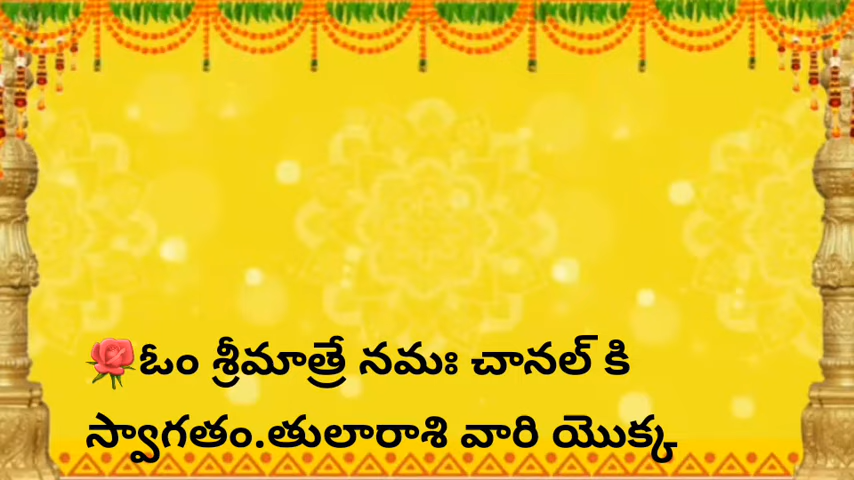 🌹ఓం శ్రీమాత్రే నమః చానల్ కి
స్వాగతం.తులారాశి వారి యొక్క